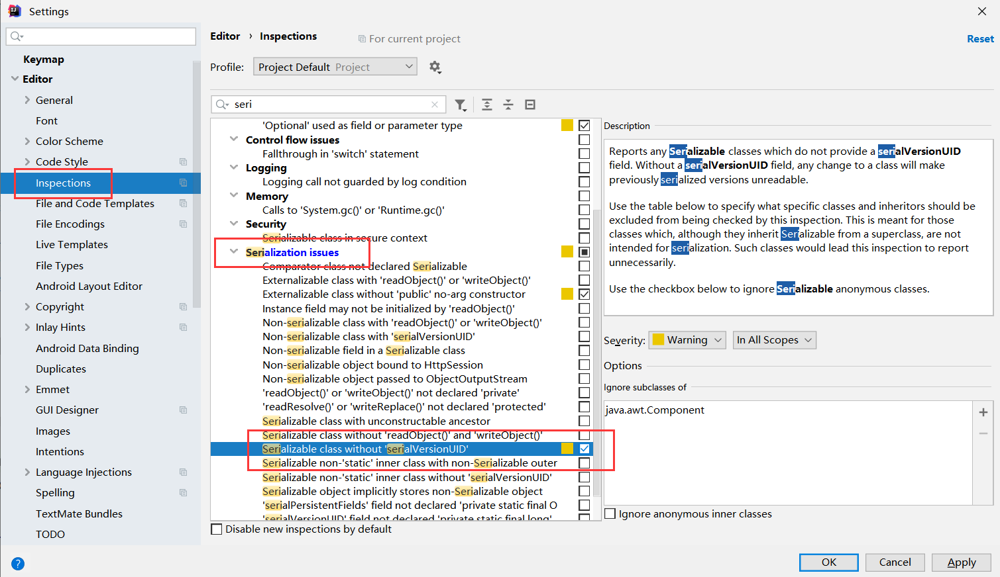 Settings
Editor › Inspections
For current project
Reset
Keymap
Editor
General
Font
Color Scheme
Code Style
Inspections
File and Code Templates
File Encodings
Live Templates
File Types
Android Layout Editor
Copyright
Inlay Hints
Android Data Binding
Duplicates
Emmet
GUI Designer
Images
Intentions
Language Injections
Spelling
TextMate Bundles
TODO
Profile: Project Default Project
seri
'Optional' used as field or parameter type
Control flow issues
Fallthrough in 'switch' statement
Logging
Logging call not guarded by log condition
Memory
Calls to 'System.gc()' or 'Runtime.gc()'
Security
Serializable class in secure context
Serialization issues
Comparator class not declared Serializable
Externalizable class with 'readObject()' or 'writeObject()'
Externalizable class without 'public' no-arg constructor
Instance field may not be initialized by 'readObject()'
Non-serializable class with 'readObject()' or 'writeObject()'
Non-serializable class with 'serialVersionUID'
Non-serializable field in a Serializable class
Non-serializable object bound to HttpSession
Non-serializable object passed to ObjectOutputStream
'readObject()' or 'writeObject()' not declared 'private'
'readResolve()' or 'writeReplace()' not declared 'protected'
Serializable class with unconstructable ancestor
Serializable class without 'readObject()' and 'writeObject()'
Serializable class without 'serialVersionUID'
Serializable non-'static' inner class with non-Serializable outer
Serializable non-'static' inner class without 'serialVersionUID'
Serializable object implicitly stores non-Serializable object
'serialPersistentFields' field not declared 'private static final O
'serialVersionUID' field not declared 'private static final long'
Disable new inspections by default
Description
Reports any Serializable classes which do not provide a serialVersionUID
field. Without a serialVersionUID field, any change to a class will make
previously serialized versions unreadable.
Use the table below to specify what specific classes and inheritors should be
excluded from being checked by this inspection. This is meant for those
classes which, although they inherit Serializable from a superclass, are not
intended for serialization. Such classes would lead this inspection to report
unnecessarily.
Use the checkbox below to ignore Serializable anonymous classes.
Severity: Warning In All Scopes
Options
Ignore subclasses of
java.awt.Component
Ignore anonymous inner classes
?
OK Cancel Apply